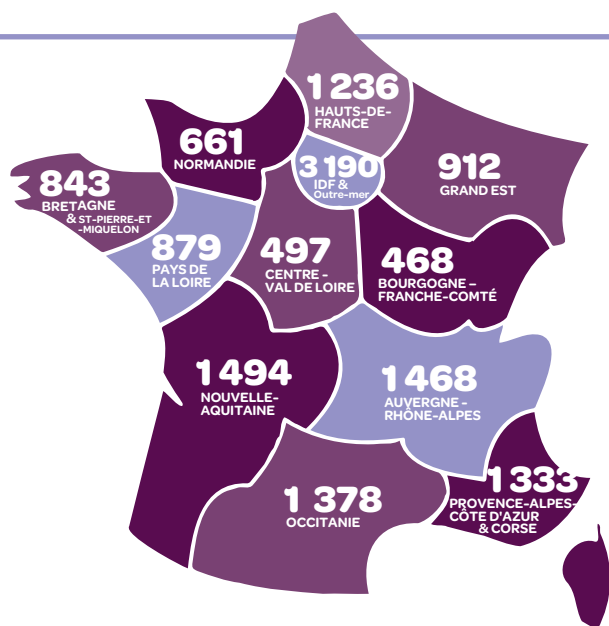 1 236
HAUTS-DE-
FRANCE
661
NORMANDIE
3 190
IDF &
Outre-mer
912
GRAND EST
843
BRETAGNE
& ST-PIERRE-ET
-MIQUELON
879
PAYS DE
LA LOIRE
497
CENTRE -
VAL DE LOIRE
468
BOURGOGNE –
FRANCHE-COMTÉ
1 494
NOUVELLE-
AQUITAINE
1 468
AUVERGNE -
RHÔNE-ALPES
1 333
PROVENCE-ALPES-
CÔTE D'AZUR
& CORSE
1 378
OCCITANIE